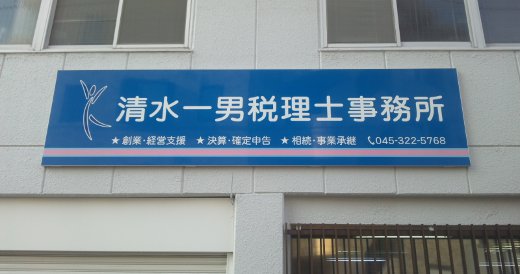 清水一男税理士事務所
★ 創業・経営支援 ★ 決算・確定申告 ★ 相続・事業承継 045-322-5768